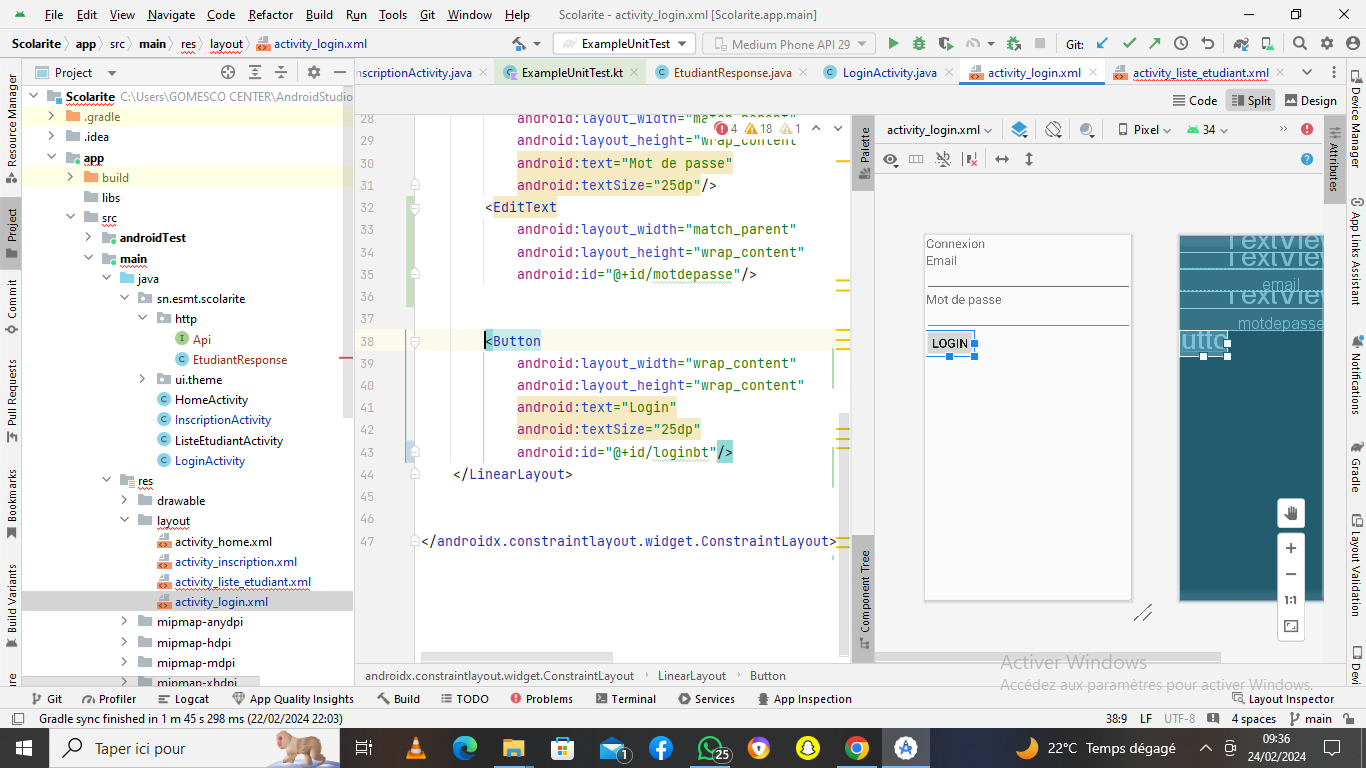 File Edit View Navigate Code Refactor Build Run Tools Git Window Help Scolarite - activity_login.xml [Scolarite.app.main]
Scolarite app src main res layout activity_login.xml ExampleUnitTest Medium Phone API 29 Git:
Project
nscriptionActivity.java ExampleUnitTest.kt EtudiantResponse.java LoginActivity.java activity_login.xml activity_liste_etudiant.xml
Code Split Design
Resource Manager
Project
Commit
Pull Requests
Bookmarks
Build Variants
Scolarite C:\Users\GOMESCO CENTER\AndroidStudio
.gradle
.idea
app
build
libs
src
androidTest
main
java
sn.esmt.scolarite
http
Api
EtudiantResponse
ui.theme
HomeActivity
InscriptionActivity
ListeEtudiantActivity
LoginActivity
res
drawable
layout
activity_home.xml
activity_inscription.xml
activity_liste_etudiant.xml
activity_login.xml
mipmap-anydpi
mipmap-hdpi
mipmap-mdpi
mipmap-xhdpi
4 18 1
28 android:layout_width="match_parent"
29 android:layout_height="wrap_content"
30 android:text="Mot de passe"
31 android:textSize="25dp"/>
32 <EditText
33 android:layout_width="match_parent"
34 android:layout_height="wrap_content"
35 android:id="@+id/motdepasse"/>
36
37
38 <Button
39 android:layout_width="wrap_content"
40 android:layout_height="wrap_content"
41 android:text="Login"
42 android:textSize="25dp"
43 android:id="@+id/loginbt"/>
44 </LinearLayout>
45
46
47 </androidx.constraintlayout.widget.ConstraintLayout>
androidx.constraintlayout.widget.ConstraintLayout LinearLayout Button
Palette
Component Tree
activity_login.xml Pixel 34
Connexion
Email
Mot de passe
LOGIN
TextView
TextView
email
TextView
motdepasse
utto
1:1
Attributes
Device Manager
App Links Assistant
Notifications
Gradle
Layout Validation
Devi
Activer Windows
Accédez aux paramètres pour activer Windows.
Git Profiler Logcat App Quality Insights Build TODO Problems Terminal Services App Inspection Layout Inspector
Gradle sync finished in 1 m 45 s 298 ms (22/02/2024 22:03) 38:9 LF UTF-8 4 spaces main
Taper ici pour 1 25 22°C Temps dégagé 09:36
24/02/2024